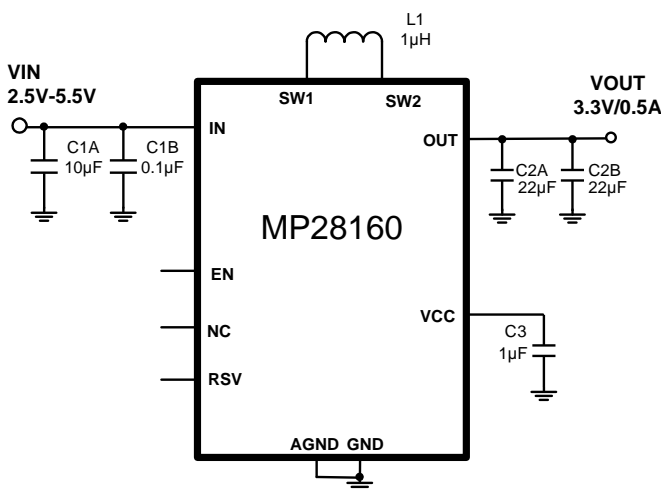 L1
1µH
VIN
2.5V-5.5V
SW1
SW2
VOUT
3.3V/0.5A
IN
OUT
C1A
10µF
C1B
0.1µF
C2A
22µF
C2B
22µF
MP28160
EN
NC
RSV
VCC
C3
1µF
AGND GND